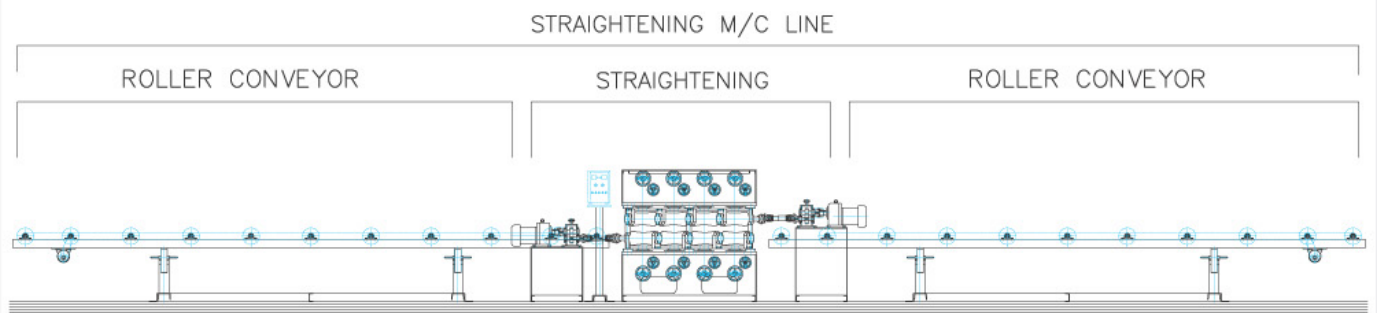 STRAIGHTENING M/C LINE
ROLLER CONVEYOR
STRAIGHTENING
ROLLER CONVEYOR